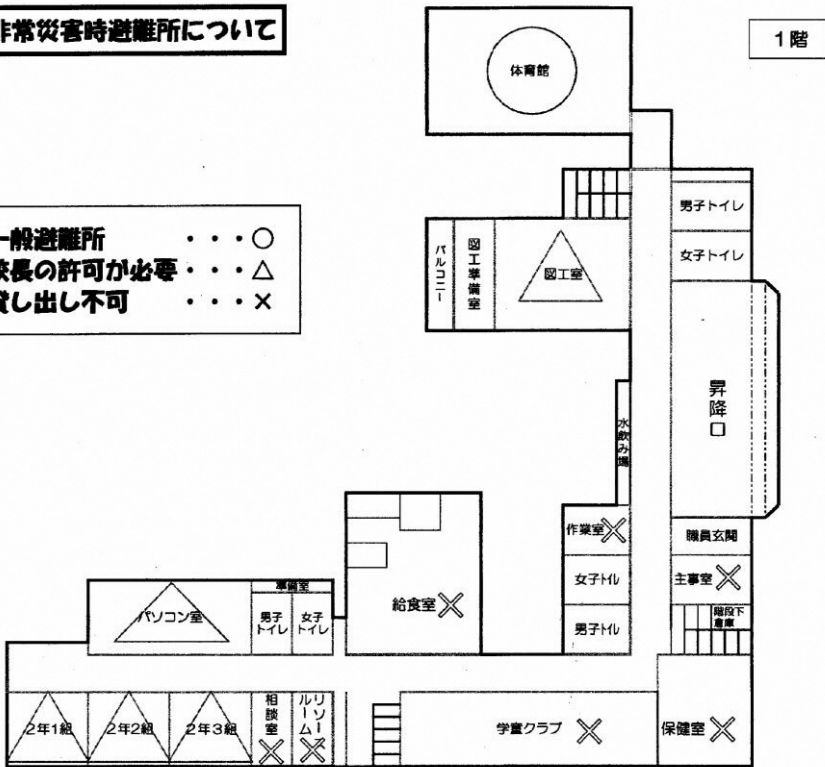 非常災害時避難所について
1階
体育館
一般避難所 ・・・○
校長の許可が必要・・・△
貸し出し不可 ・・・×
男子トイレ
女子トイレ
バルコニー
図工準備室
図工室
昇降口
水飲み場
作業室
職員玄関
女子トイレ
主事室
男子トイレ
階段下
倉庫
給食室
パソコン室
準備室
男子
トイレ
女子
トイレ
2年1組
2年2組
2年3組
相談室
リソース
ルーム
学童クラブ
保健室